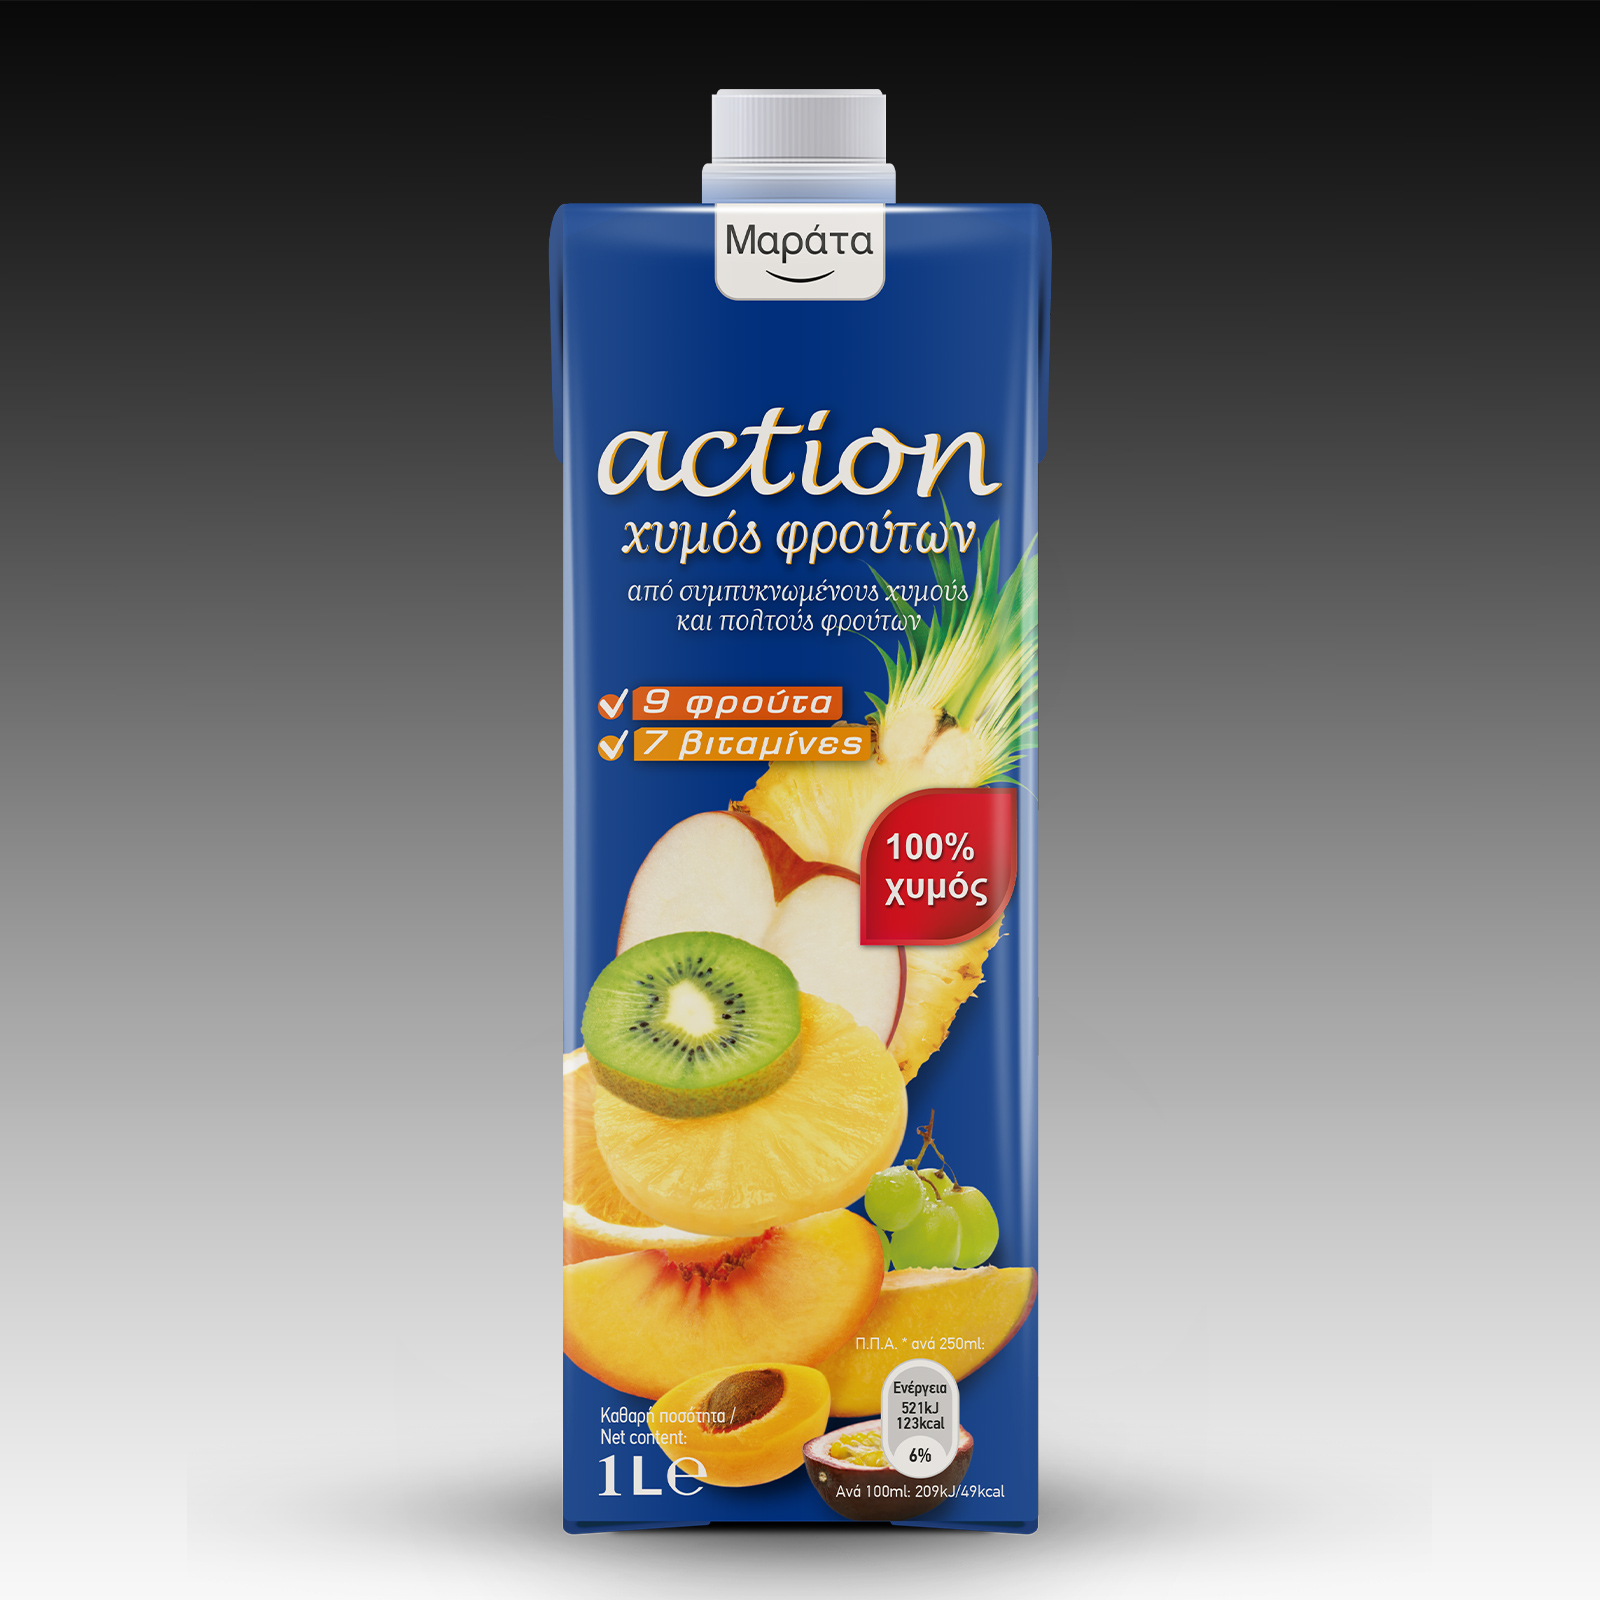 Μαράτα
action
χυμός φρούτων
από συμπυκνωμένους χυμούς
και πολτούς φρούτων
9 φρούτα
7 βιταμίνες
100%
χυμός
Π.Π.Α. * ανά 250ml:
Ενέργεια
521kJ
123kcal
6%
Ανά 100ml: 209kJ/49kcal
Καθαρή ποσότητα /
Net content:
1L℮